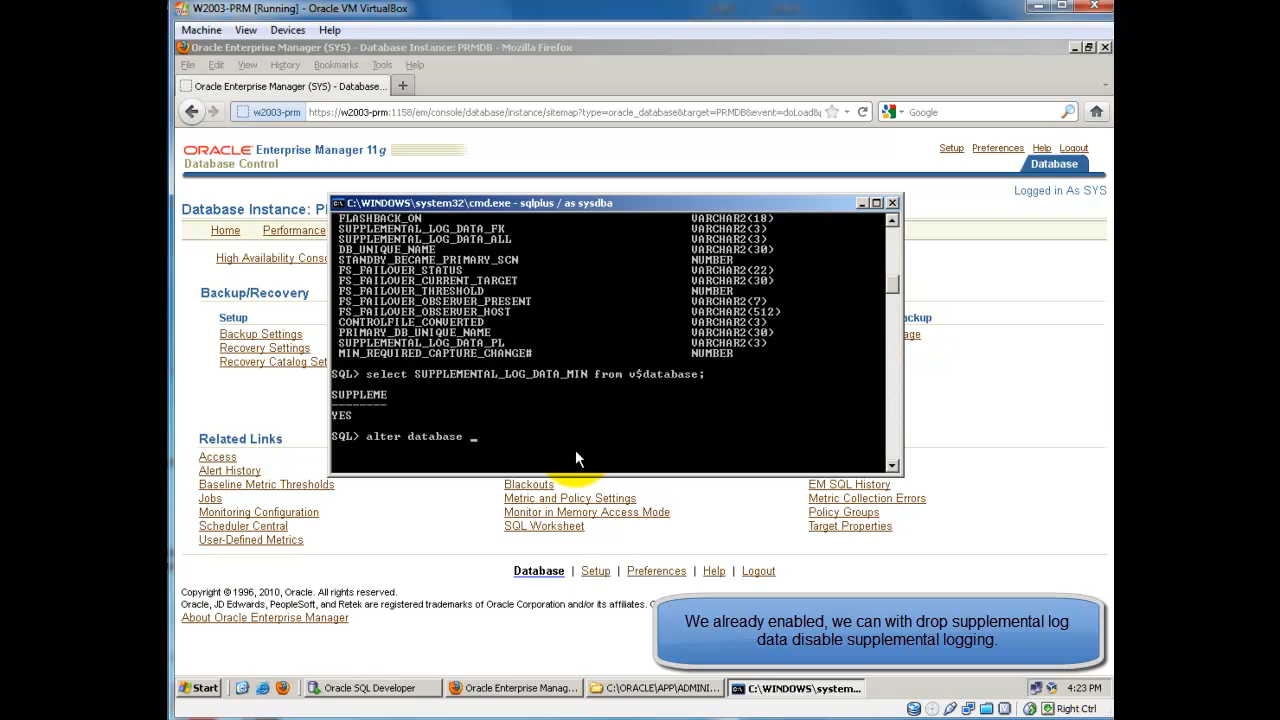 W2003-PRM [Running] - Oracle VM VirtualBox
Machine View Devices Help
Oracle Enterprise Manager (SYS) - Database Instance: PRMDB - Mozilla Firefox
File Edit View History Bookmarks Tools Help
Oracle Enterprise Manager (SYS) - Database... +
w2003-prm https://w2003-prm:1158/em/console/database/instance/sitemap?type=oracle_database&target=PRMDB&event=doLoad& Google
ORACLE Enterprise Manager 11g
Database Control
Setup Preferences Help Logout
Database
Logged in As SYS
Database Instance:
Home Performance
High Availability
Backup/Recovery
Setup
Backup Settings
Recovery Settings
Recovery Catalog
C:\WINDOWS\system32\cmd.exe - sqlplus / as sysdba
FLASHBACK_ON VARCHAR2(18)
SUPPLEMENTAL_LOG_DATA_FK VARCHAR2(3)
SUPPLEMENTAL_LOG_DATA_ALL VARCHAR2(3)
DB_UNIQUE_NAME VARCHAR2(30)
STANDBY_BECAME_PRIMARY_SCN NUMBER
FS_FAILOVER_STATUS VARCHAR2(22)
FS_FAILOVER_CURRENT_TARGET VARCHAR2(30)
FS_FAILOVER_THRESHOLD NUMBER
FS_FAILOVER_OBSERVER_PRESENT VARCHAR2(7)
FS_FAILOVER_OBSERVER_HOST VARCHAR2(512)
CONTROLFILE_CONVERTED VARCHAR2(3)
PRIMARY_DB_UNIQUE_NAME VARCHAR2(30)
SUPPLEMENTAL_LOG_DATA_PL VARCHAR2(3)
MIN_REQUIRED_CAPTURE_CHANGE# NUMBER
SQL> select SUPPLEMENTAL_LOG_DATA_MIN from v$database;
SUPPLEME
--------
YES
SQL> alter database _
Related Links
Access
Alert History
Baseline Metric Thresholds
Jobs
Monitoring Configuration
Scheduler Central
User-Defined Metrics
Blackouts
Metric and Policy Settings
Monitor in Memory Access Mode
SQL Worksheet
EM SQL History
Metric Collection Errors
Policy Groups
Target Properties
Database | Setup | Preferences | Help | Logout
Copyright © 1996, 2010, Oracle. All rights reserved.
Oracle, JD Edwards, PeopleSoft, and Retek are registered trademarks of Oracle Corporation and/or its affiliates.
About Oracle Enterprise Manager
We already enabled, we can with drop supplemental log
data disable supplemental logging.
Start Oracle SQL Developer Oracle Enterprise Manag... C:\ORACLE\APP\ADMINI... C:\WINDOWS\system... 4:23 PM
Right Ctrl